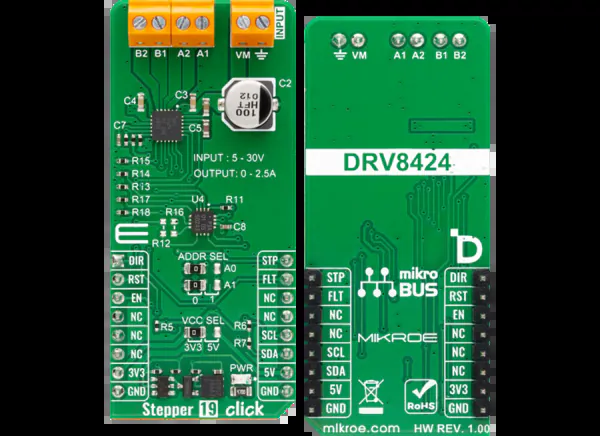 INPUT
B2 B1 A2 A1 VM
C2
C3
C4
C5
C7
100
HFT
012
R15
R14
R13
R17
R18
INPUT : 5 - 30V
OUTPUT: 0 - 2.5A
U4
R11
R16
R12
C8
ADDR SEL
A0
A1
0 1
VCC SEL
3V3 5V
R5
R6
R7
PWR
DIR
RST
EN
NC
NC
NC
3V3
GND
STP
FLT
NC
NC
SCL
SDA
5V
GND
Stepper 19 click
VM A1 A2 B1 B2
DRV8424
STP
FLT
NC
NC
SCL
SDA
5V
GND
mikro
BUS
MIKROE
RoHS
DIR
RST
EN
NC
NC
NC
3V3
GND
mikroe.com
HW REV. 1.00